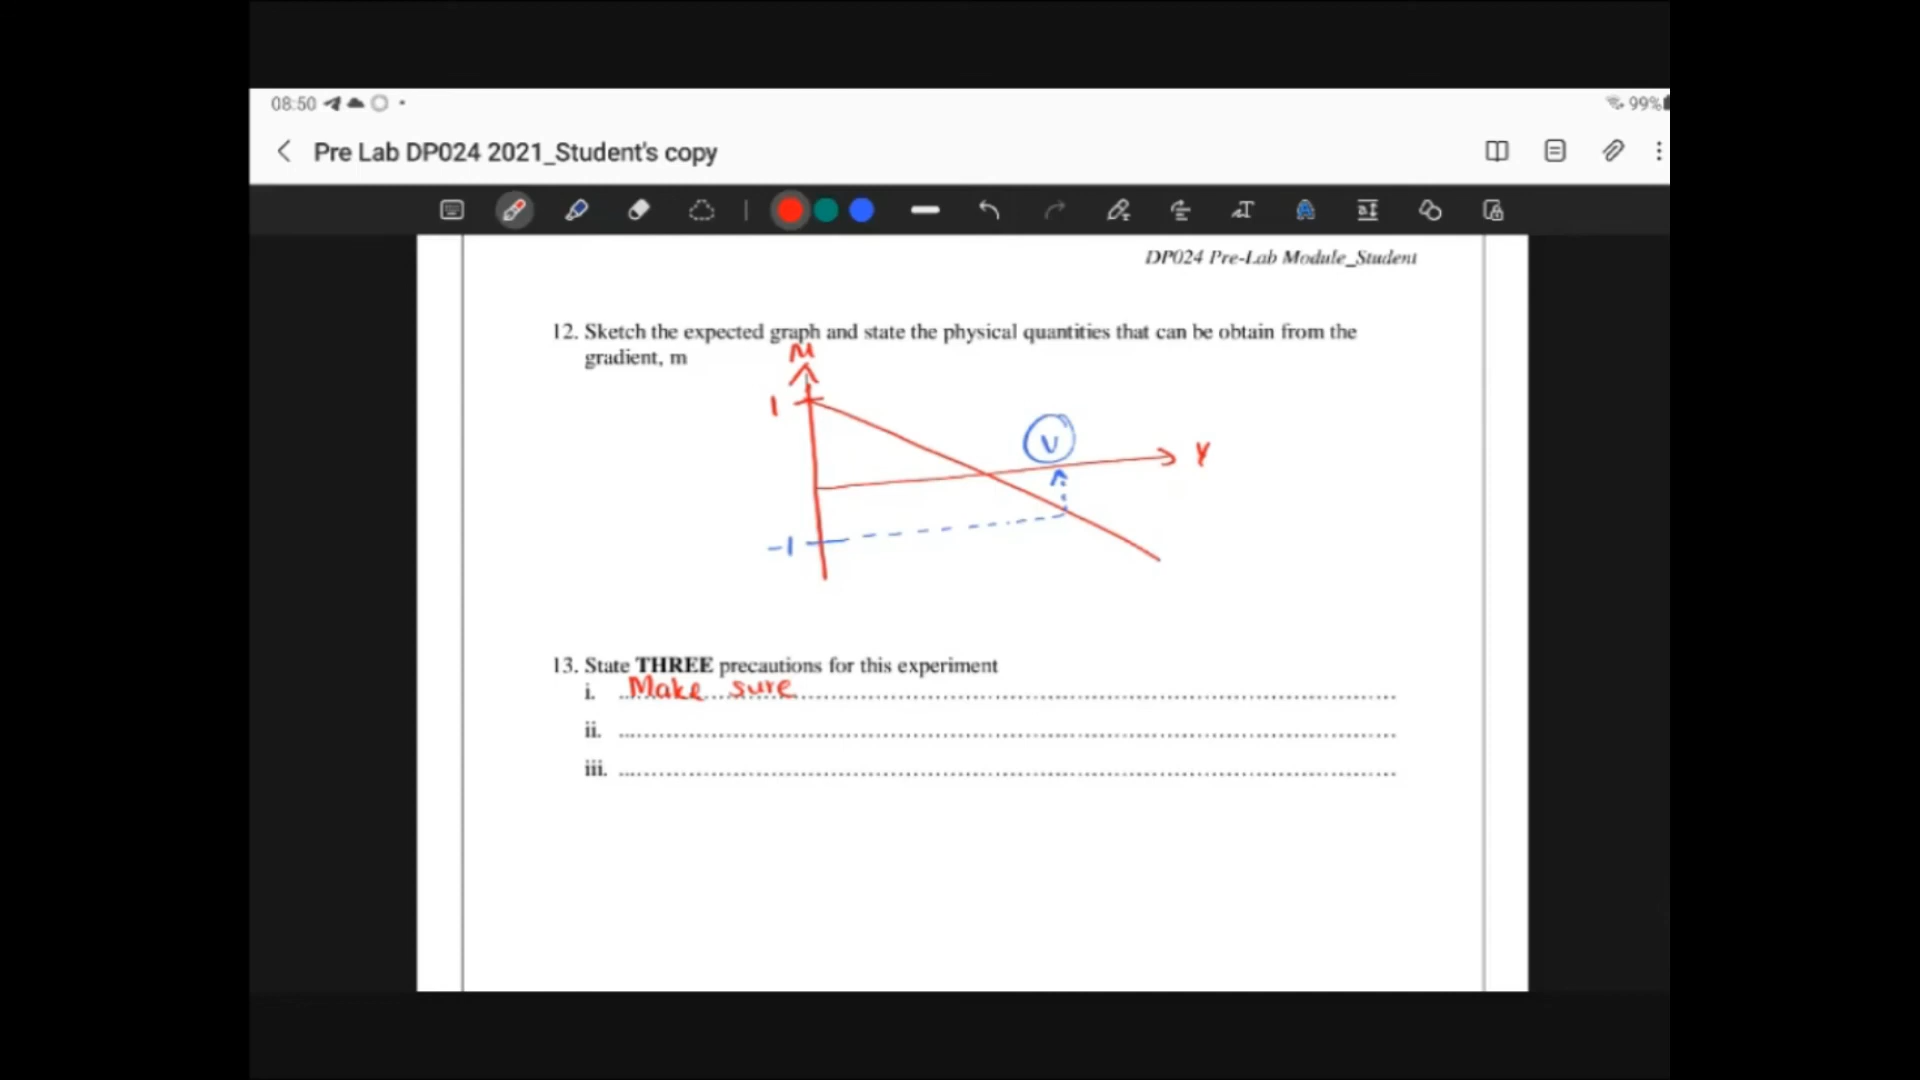 08:50
99%
Pre Lab DP024 2021_Student's copy
DP024 Pre-Lab Module_Student
12. Sketch the expected graph and state the physical quantities that can be obtain from the
gradient, m
M
1
v
-1
13. State THREE precautions for this experiment
i. Make sure
ii.
iii.